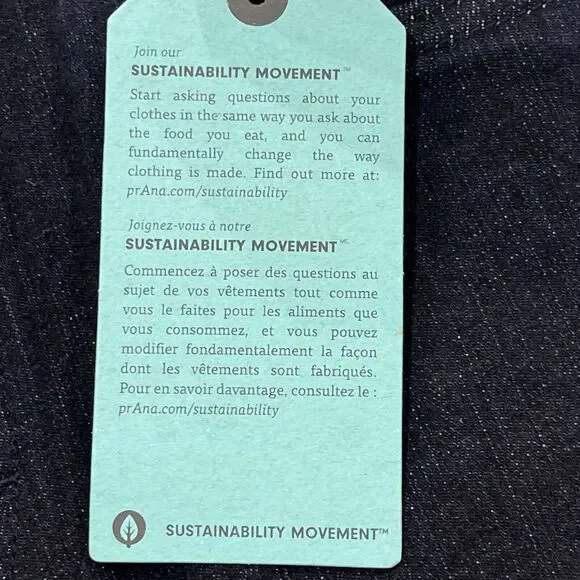 Join our
SUSTAINABILITY MOVEMENT™
Start asking questions about your
clothes in the same way you ask about
the food you eat, and you can
fundamentally change the way
clothing is made. Find out more at:
prAna.com/sustainability
Joignez-vous à notre
SUSTAINABILITY MOVEMENT MC
Commencez à poser des questions au
sujet de vos vêtements tout comme
vous le faites pour les aliments que
vous consommez, et vous pouvez
modifier fondamentalement la façon
dont les vêtements sont fabriqués.
Pour en savoir davantage, consultez le :
prAna.com/sustainability
SUSTAINABILITY MOVEMENT™